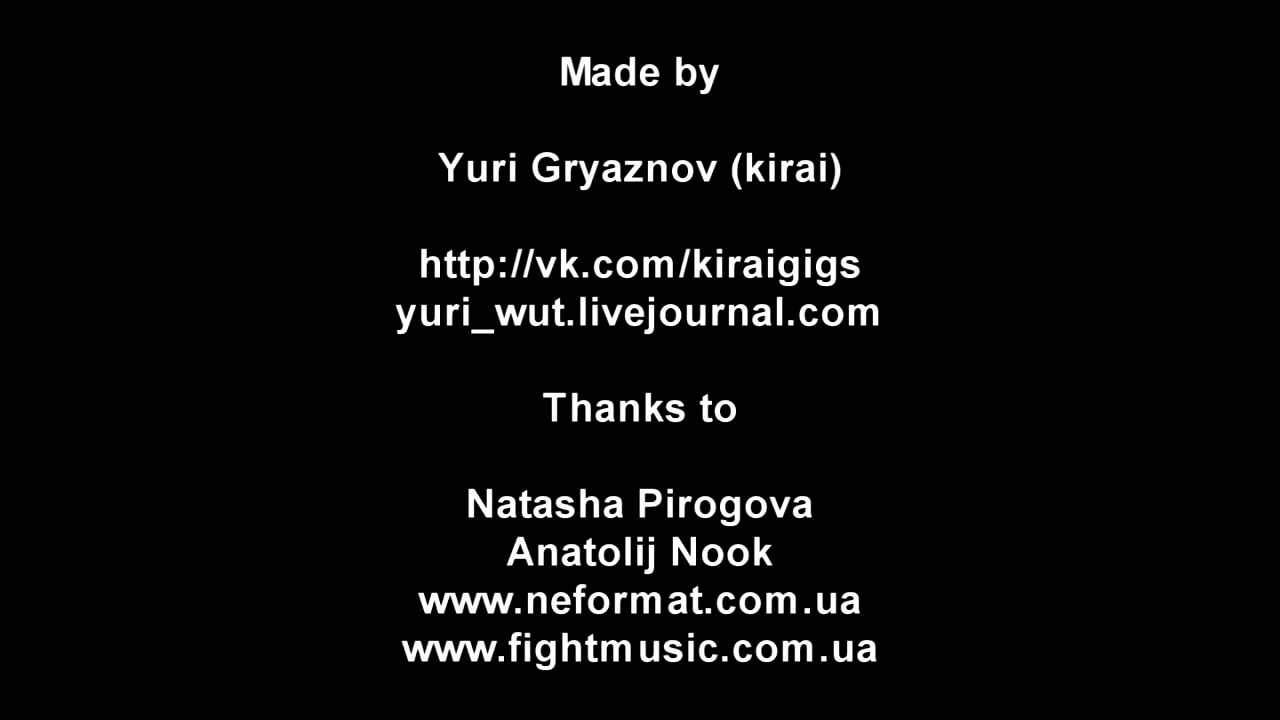 Made by
Yuri Gryaznov (kirai)
http://vk.com/kiraigigs
yuri_wut.livejournal.com
Thanks to
Natasha Pirogova
Anatolij Nook
www.neformat.com.ua
www.fightmusic.com.ua